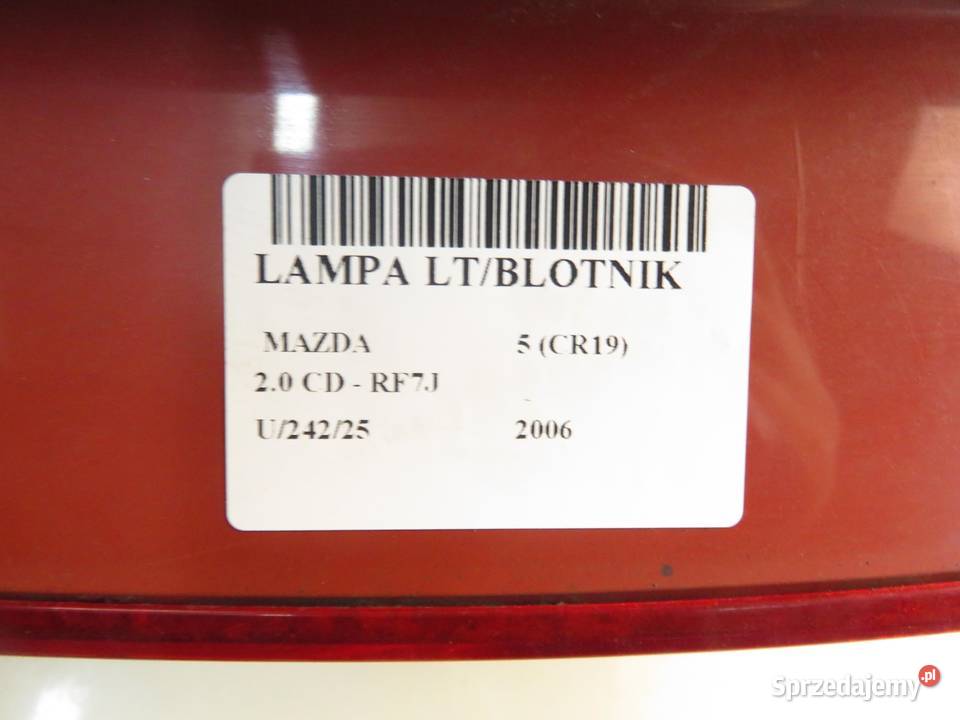 LAMPA LT/BLOTNIK
MAZDA 5 (CR19)
2.0 CD - RF7J
U/242/25 2006
Sprzedajemy.pl